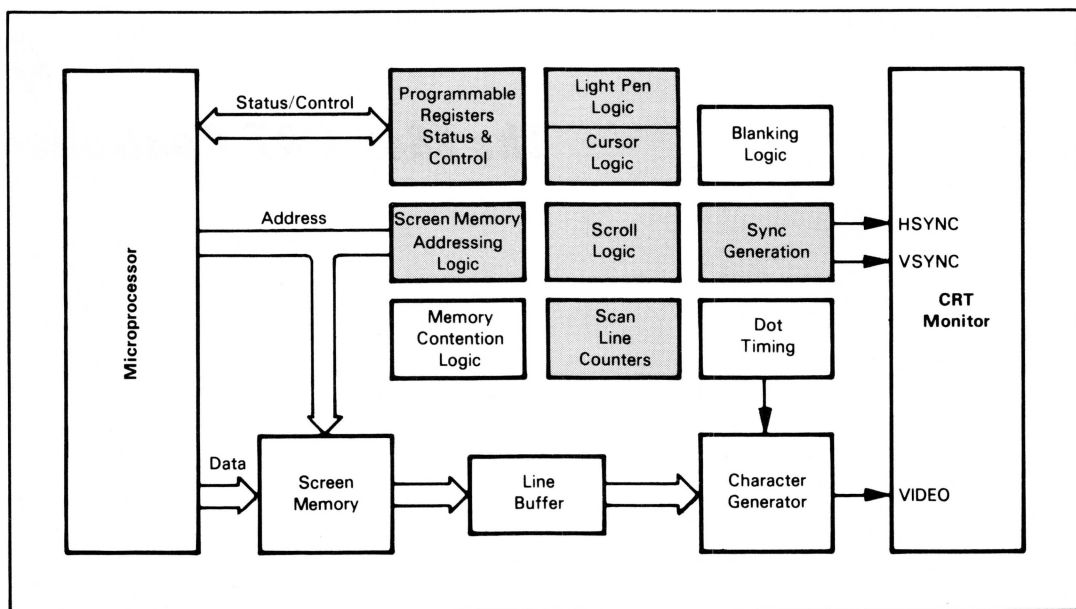 Microprocessor
Status/Control
Programmable
Registers
Status &
Control
Light Pen
Logic
Cursor
Logic
Blanking
Logic
Address
Screen Memory
Addressing
Logic
Scroll
Logic
Sync
Generation
HSYNC
VSYNC
CRT
Monitor
Memory
Contention
Logic
Scan
Line
Counters
Dot
Timing
Data
Screen
Memory
Line
Buffer
Character
Generator
VIDEO